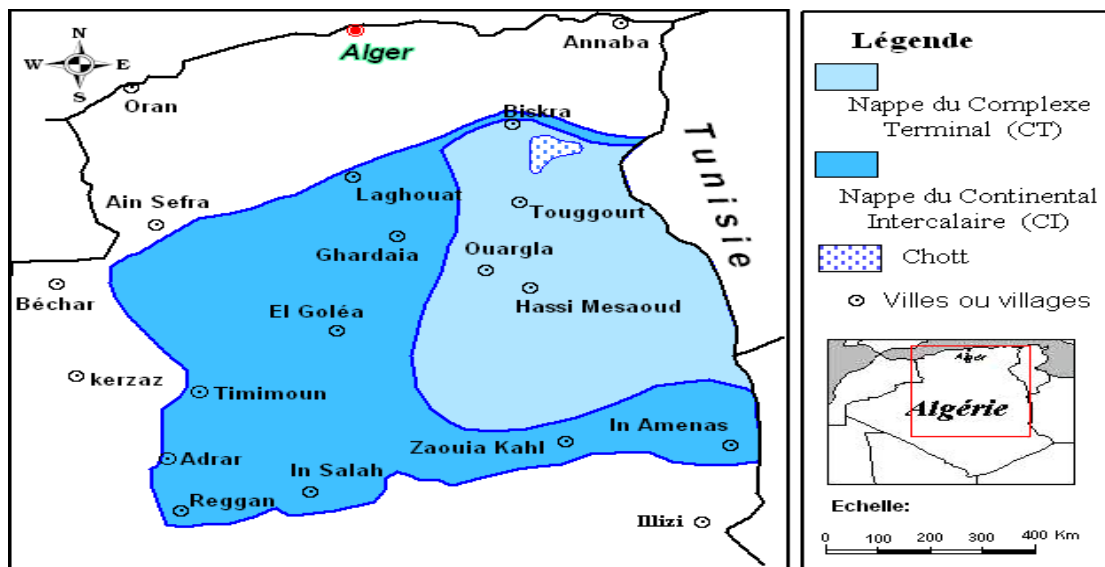 N
W E
S
Alger
Annaba
Oran
Biskra
Tunisie
Laghouat
Ain Sefra
Touggourt
Ghardaia
Ouargla
Béchar
Hassi Mesaoud
El Goléa
kerzaz
Timimoun
In Amenas
Zaouia Kahl
Adrar
In Salah
Reggan
Illizi
Légende
Nappe du Complexe
Terminal (CT)
Nappe du Continental
Intercalaire (CI)
Chott
Villes ou villages
Alger
Algérie
Echelle:
0 100 200 300 400 Km